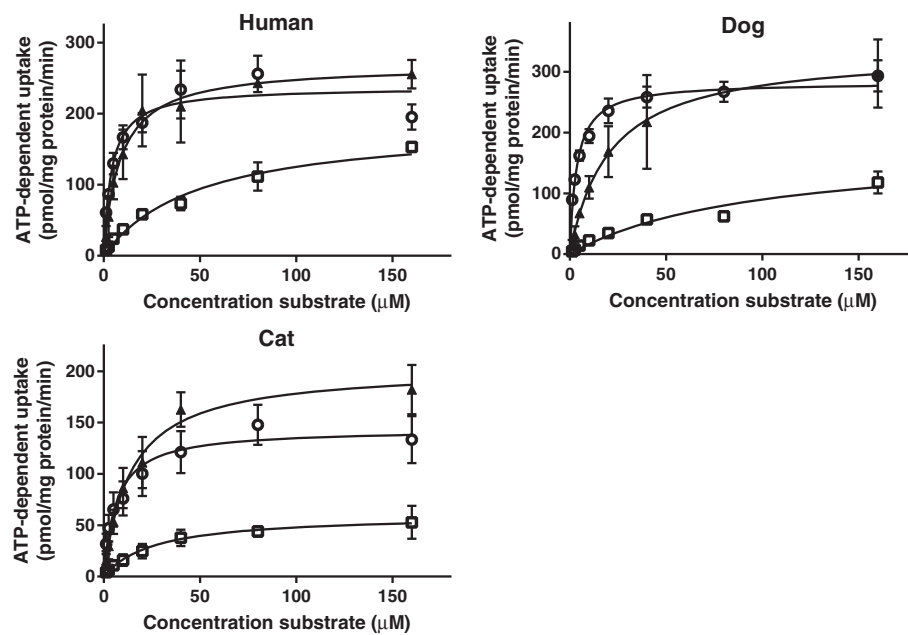 Human
ATP-dependent uptake
(pmol/mg protein/min)
300
200
100
0
0
50
100
150
Concentration substrate (μM)
Dog
ATP-dependent uptake
(pmol/mg protein/min)
300
200
100
0
0
50
100
150
Concentration substrate (μM)
Cat
ATP-dependent uptake
(pmol/mg protein/min)
200
150
100
50
0
0
50
100
150
Concentration substrate (μM)